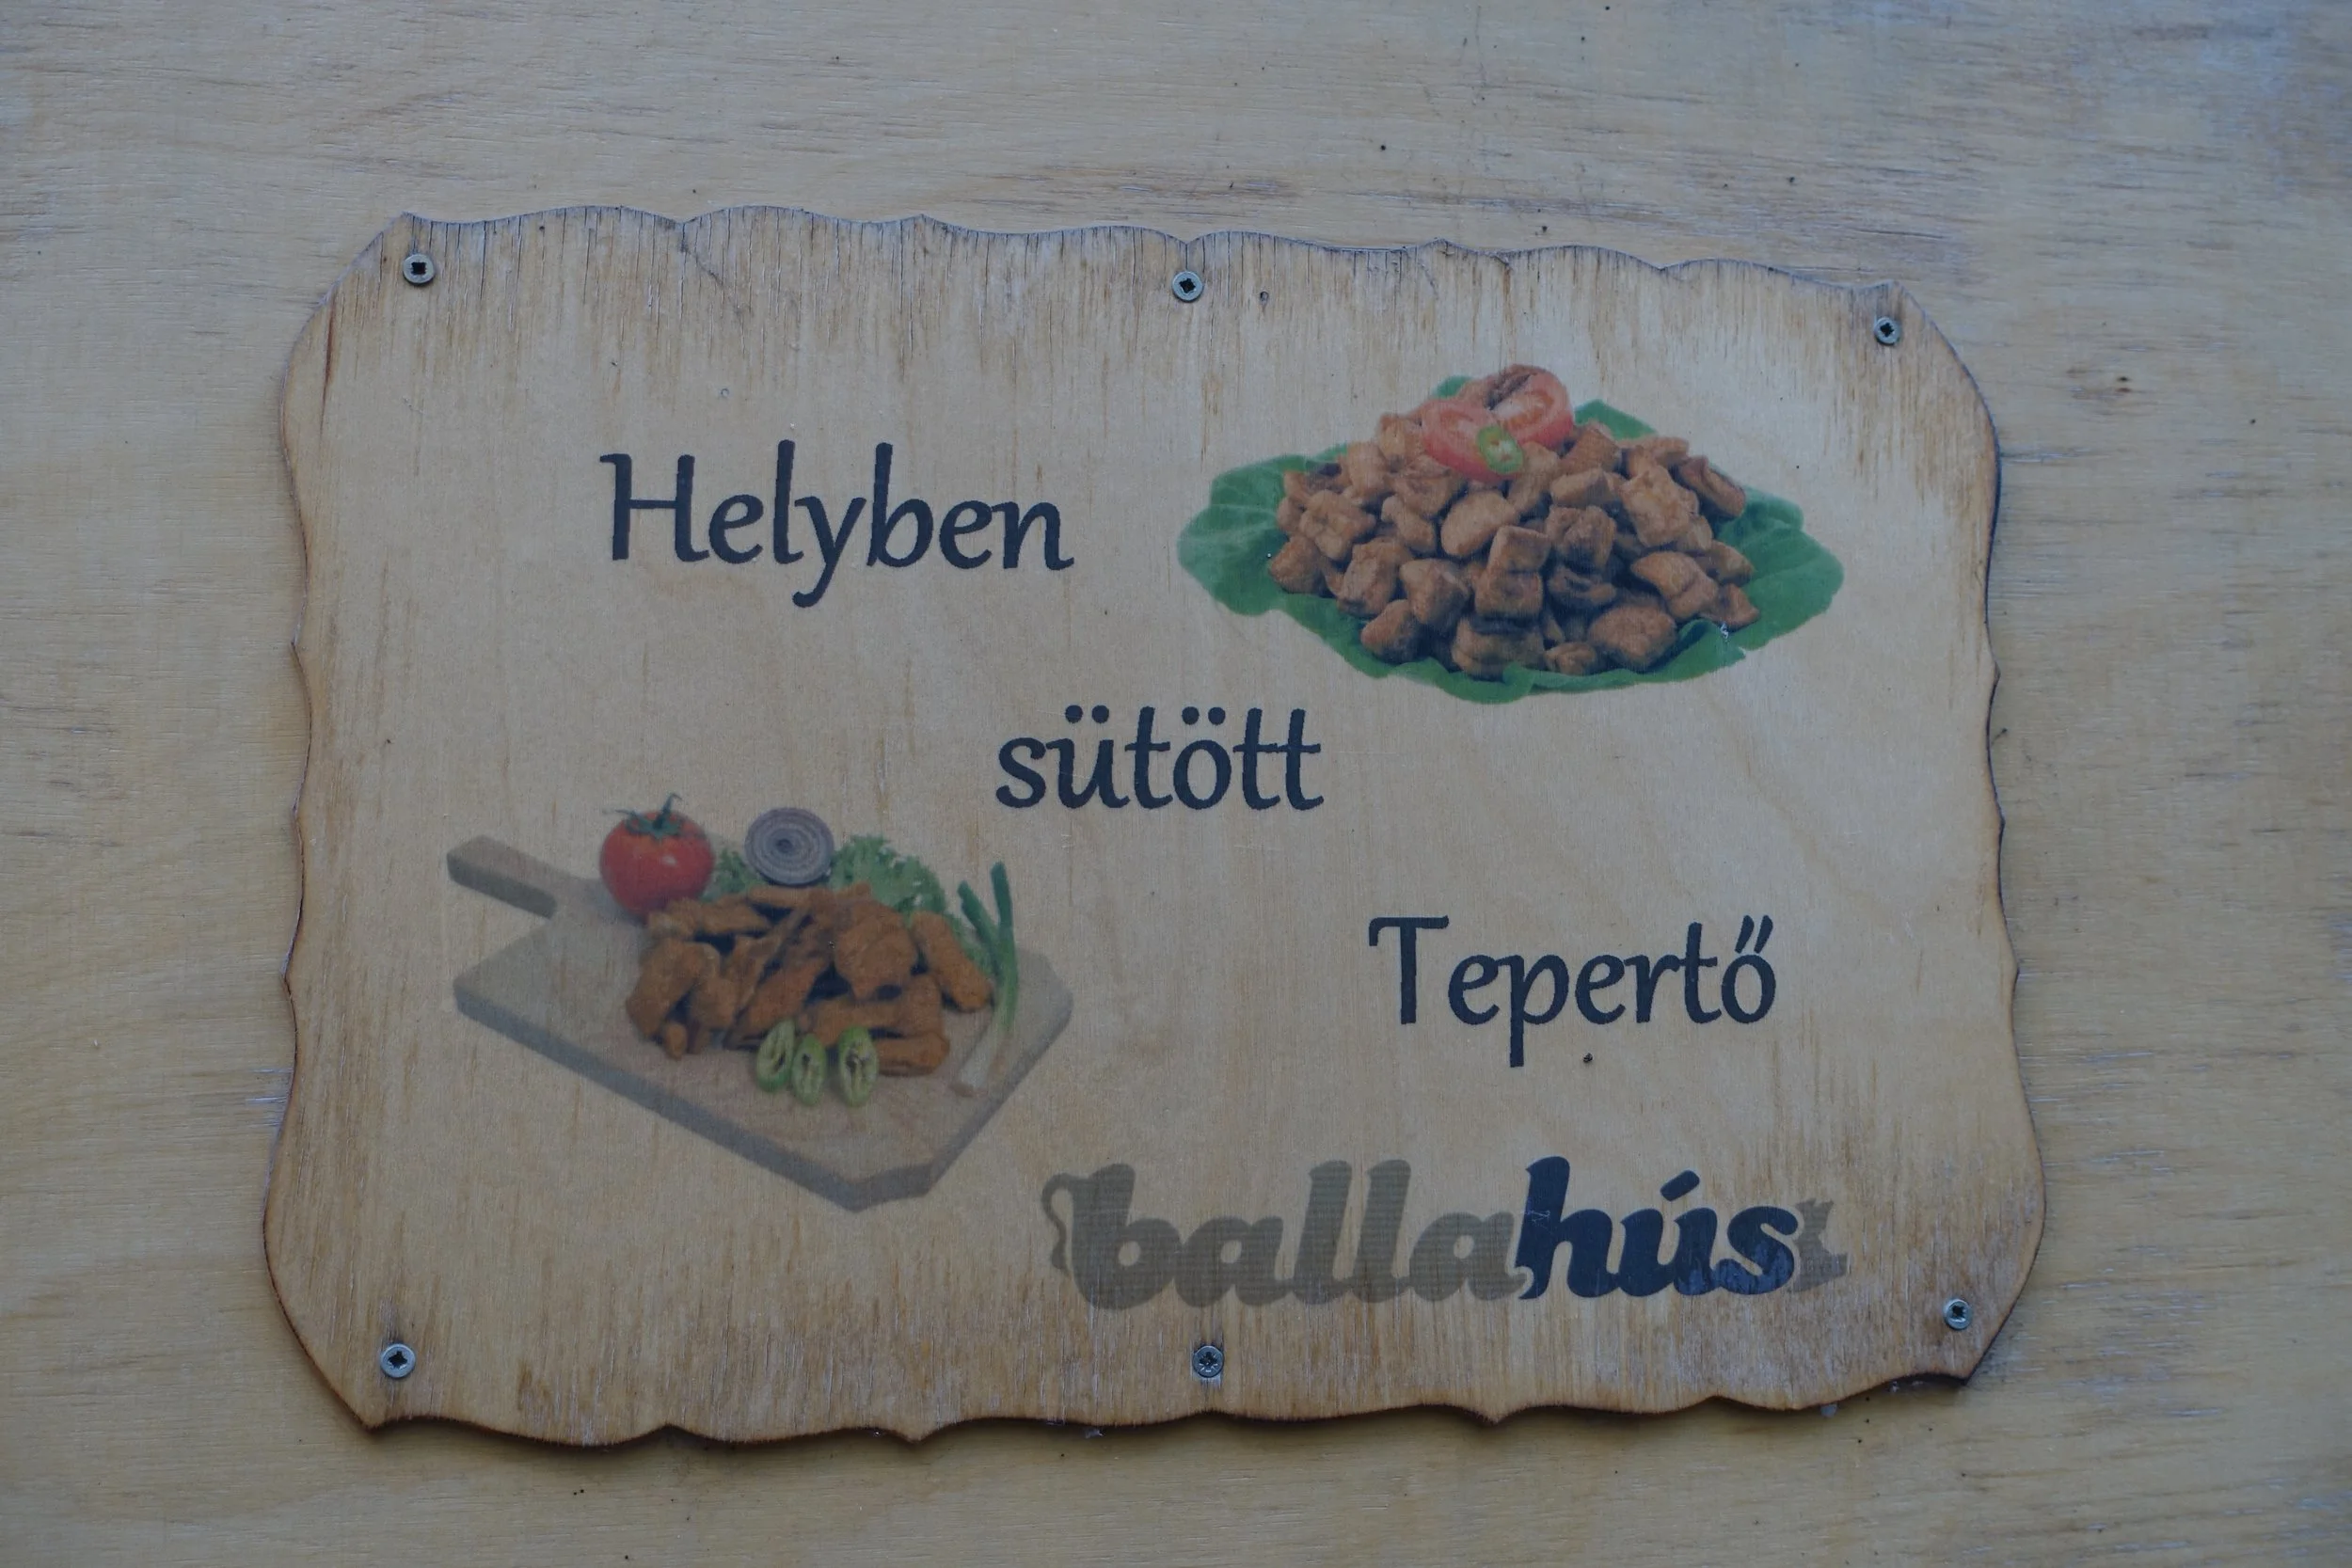 Helyben
sütött
Tepertő
ballahús